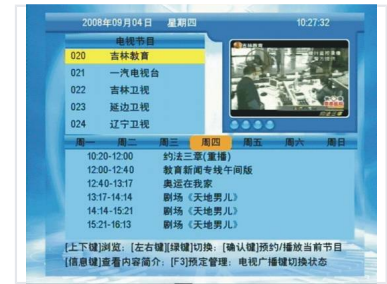 2008年09月04日 星期四 10:27:32
电视节目
020 吉林教育
021 一汽电视台
022 吉林卫视
023 延边卫视
024 辽宁卫视
吉林教育
周一 周二 周三 周四 周五 周六 周日
10:20-12:00 约法三章(重播)
12:00-12:40 教育新闻专线午间版
12:40-13:17 奥运在我家
13:17-14:14 剧场《天地男儿》
14:14-15:21 剧场《天地男儿》
15:21-16:13 剧场《天地男儿》
[上下键]浏览; [左右键][绿键]切换; [确认键]预约/播放当前节目
[信息键]查看内容简介; [F3]预定管理; 电视广播键切换状态